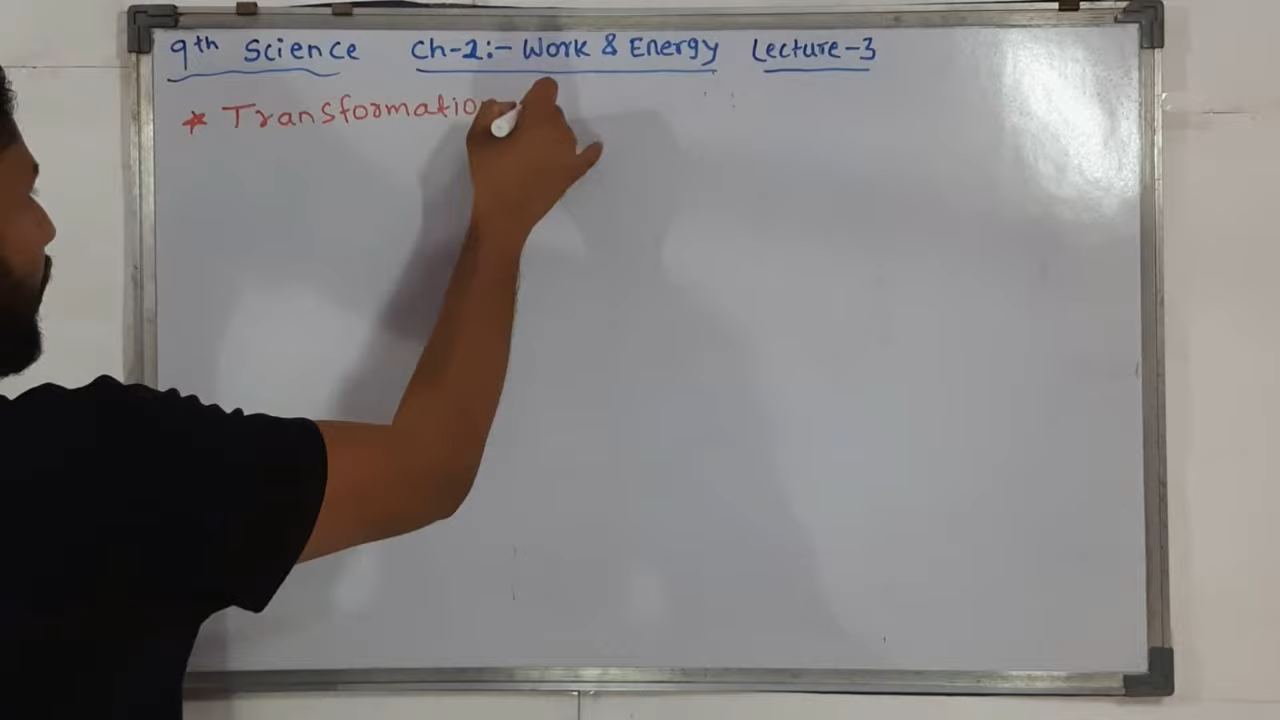 9th Science Ch-2:- Work & Energy Lecture-3
* Transformatio